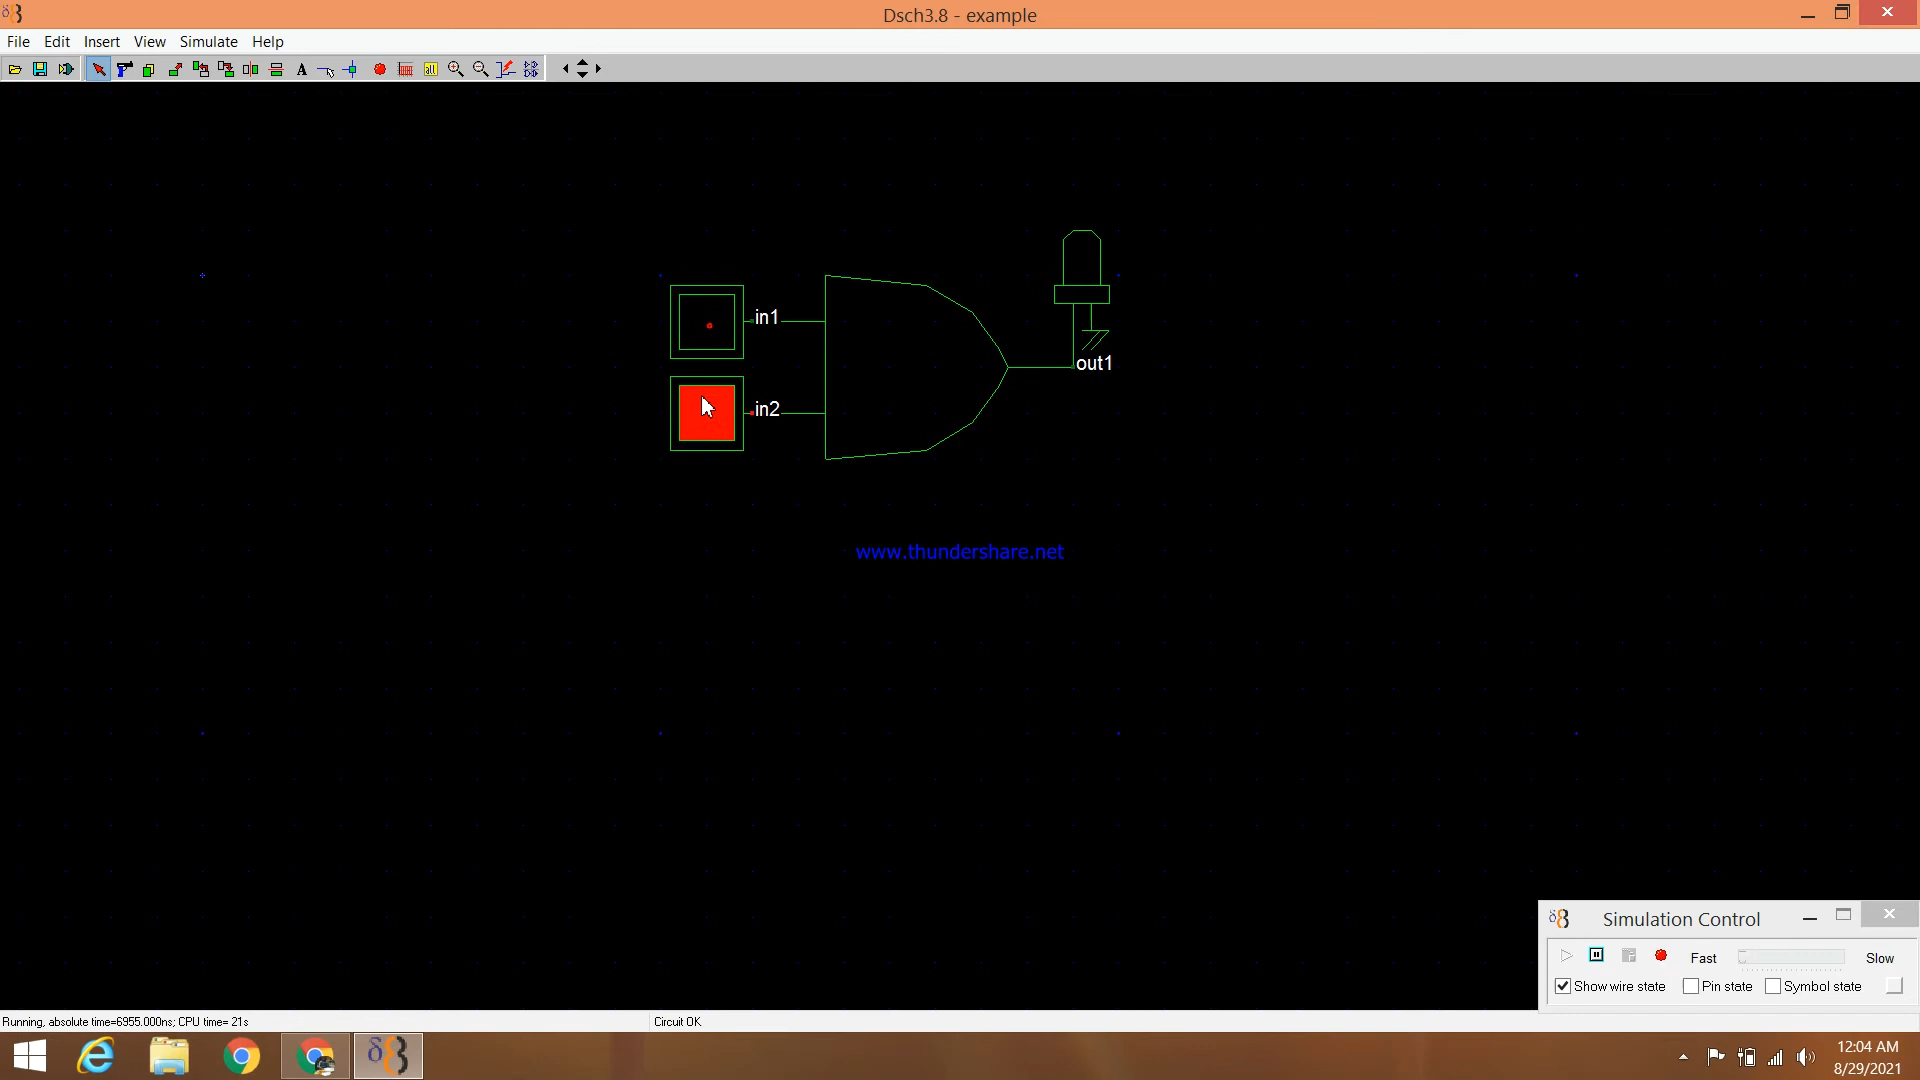 Dsch3.8 - example
File Edit Insert View Simulate Help
A all
in1
in2
out1
www.thundershare.net
Simulation Control
Fast Slow
Show wire state Pin state Symbol state
Running, absolute time=6955.000ns; CPU time= 21s Circuit OK
12:04 AM
8/29/2021